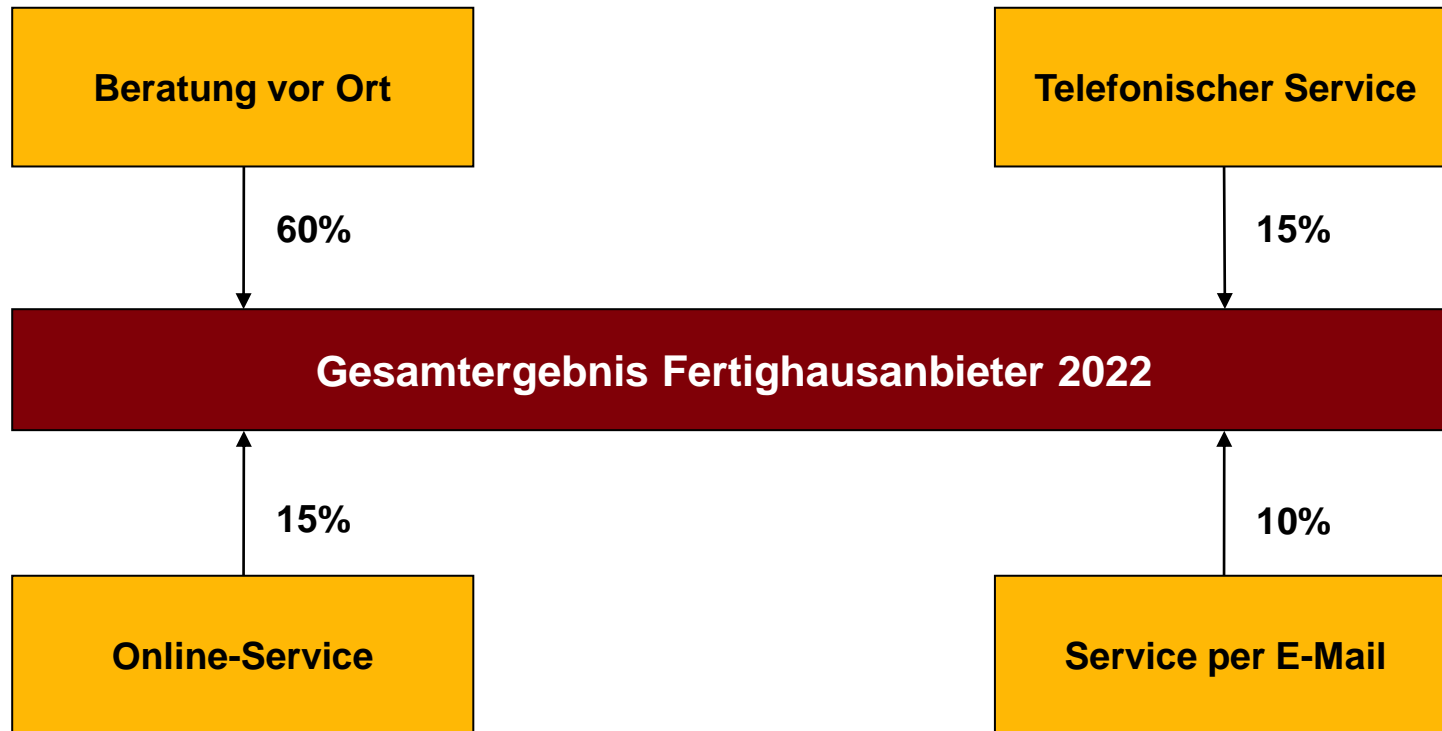 Beratung vor Ort
Telefonischer Service
60%
15%
Gesamtergebnis Fertighausanbieter 2022
15%
10%
Online-Service
Service per E-Mail